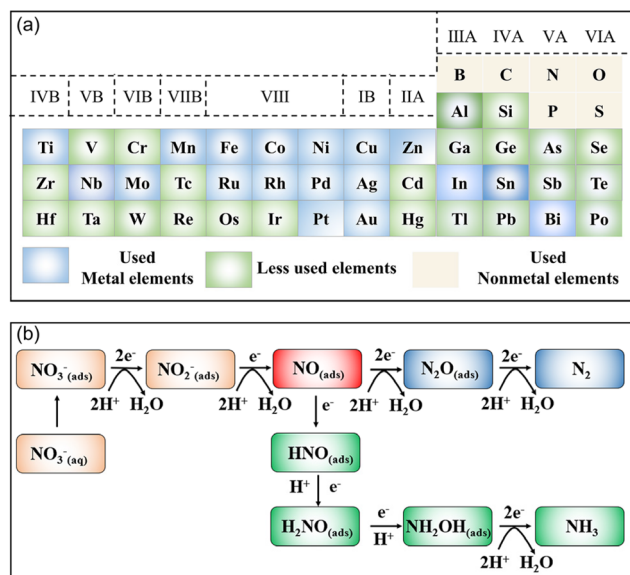 (a)
IIIA IVA VA VIA
B C N O
IVB VB VIB VIIB VIII IB IIA
Al Si P S
Ti V Cr Mn Fe Co Ni Cu Zn Ga Ge As Se
Zr Nb Mo Tc Ru Rh Pd Ag Cd In Sn Sb Te
Hf Ta W Re Os Ir Pt Au Hg Tl Pb Bi Po
Used Metal elements
Less used elements
Used Nonmetal elements
(b)
NO₃⁻(ads) 2e⁻ NO₂⁻(ads) e⁻ NO(ads) 2e⁻ N₂O(ads) 2e⁻ N₂
2H⁺ H₂O 2H⁺ H₂O 2H⁺ H₂O 2H⁺ H₂O
e⁻
NO₃⁻(aq) HNO(ads)
H⁺ e⁻
H₂NO(ads) e⁻ H⁺ NH₂OH(ads) 2e⁻ NH₃
2H⁺ H₂O